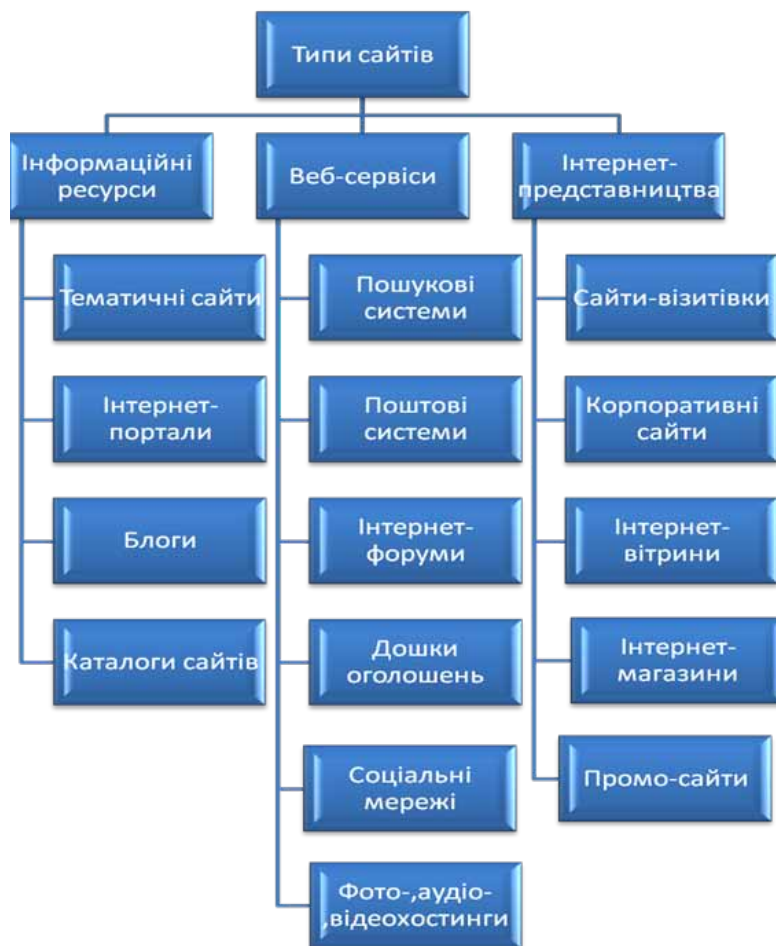 Типи сайтів
Інформаційні
ресурси
Тематичні сайти
Інтернет-
портали
Блоги
Каталоги сайтів
Веб-сервіси
Пошукові
системи
Поштові
системи
Інтернет-
форуми
Дошки
оголошень
Соціальні
мережі
Фото-,аудіо-
,відеохостинги
Інтернет-
представництва
Сайти-візитівки
Корпоративні
сайти
Інтернет-
вітрини
Інтернет-
магазини
Промо-сайти